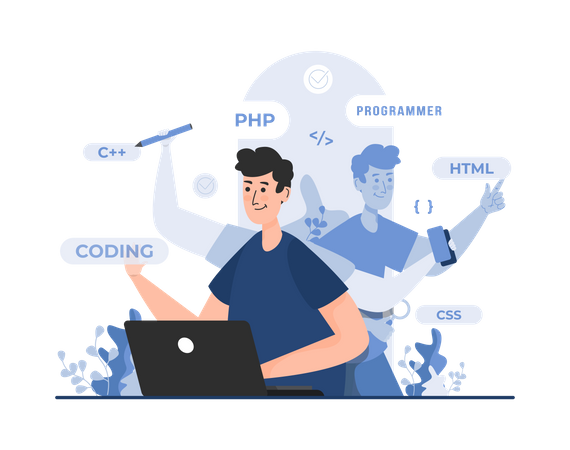 PROGRAMMER
PHP
</>
C++
HTML
{ }
CODING
CSS